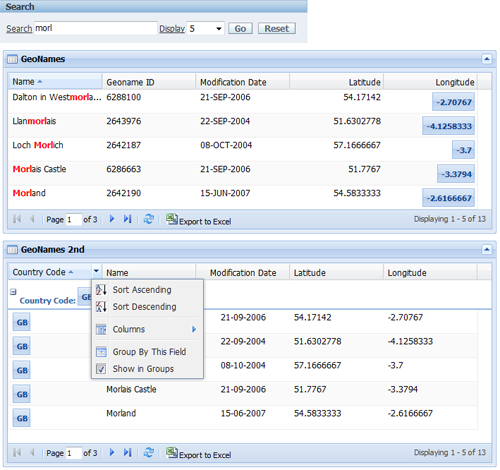 Search
Search morl Display 5 Go Reset
GeoNames
Name Geoname ID Modification Date Latitude Longitude
Dalton in Westmorla... 6288100 21-SEP-2006 54.17142 -2.70767
Llanmorlais 2643976 22-SEP-2004 51.6302778 -4.1258333
Loch Morlich 2642187 08-OCT-2004 57.1666667 -3.7
Morlais Castle 6286663 21-SEP-2006 51.7767 -3.3794
Morland 2642190 15-JUN-2007 54.5833333 -2.6166667
Page 1 of 3 Export to Excel Displaying 1 - 5 of 13
GeoNames 2nd
Country Code Name Modification Date Latitude Longitude
Country Code: GB
Sort Ascending
Sort Descending
Columns
Group By This Field
Show in Groups
GB 21-09-2006 54.17142 -2.70767
GB 22-09-2004 51.6302778 -4.1258333
GB 08-10-2004 57.1666667 -3.7
GB Morlais Castle 21-09-2006 51.7767 -3.3794
GB Morland 15-06-2007 54.5833333 -2.6166667
Page 1 of 3 Export to Excel Displaying 1 - 5 of 13